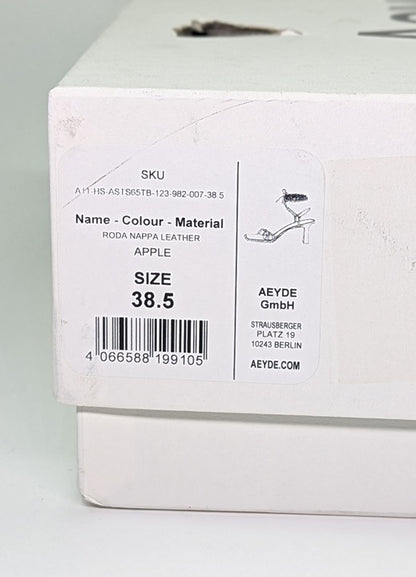 SKU
A11-HS-ASTS65TB-123-982-007-38 5
Name - Colour - Material
RODA NAPPA LEATHER
APPLE
SIZE
38.5
4 066588 199105
AEYDE
GmbH
STRAUSBERGER
PLATZ 19
10243 BERLIN
AEYDE.COM